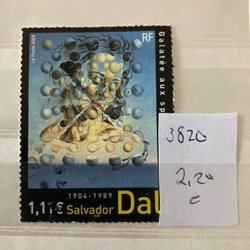 La Poste 2004
RF
Galatée aux sp
1904-1989
1,11€
Salvador Dal
3820
2,20
€